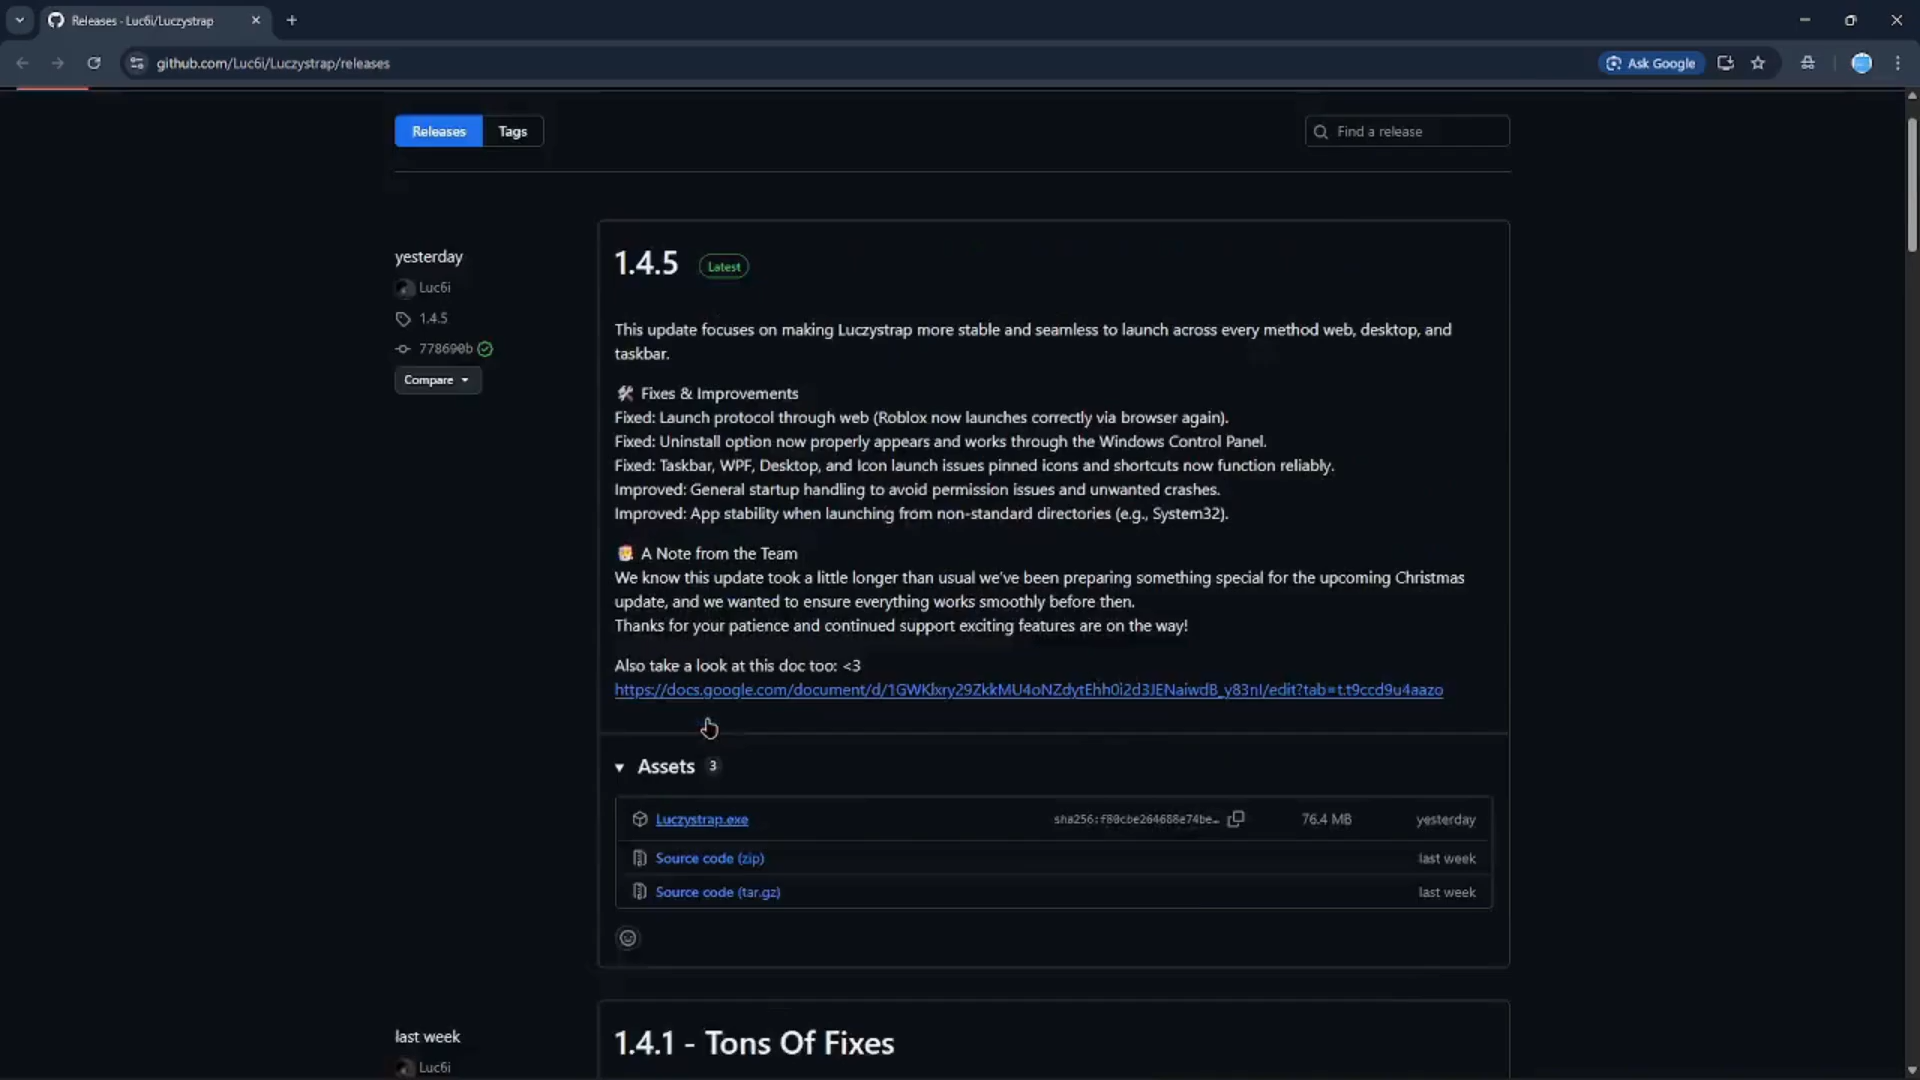 Releases · Luc6i/Luczystrap
github.com/Luc6i/Luczystrap/releases
Ask Google
Releases
Tags
Find a release
yesterday
Luc6i
1.4.5
778690b
Compare
1.4.5 Latest
This update focuses on making Luczystrap more stable and seamless to launch across every method web, desktop, and
taskbar.
🛠 Fixes & Improvements
Fixed: Launch protocol through web (Roblox now launches correctly via browser again).
Fixed: Uninstall option now properly appears and works through the Windows Control Panel.
Fixed: Taskbar, WPF, Desktop, and Icon launch issues pinned icons and shortcuts now function reliably.
Improved: General startup handling to avoid permission issues and unwanted crashes.
Improved: App stability when launching from non-standard directories (e.g., System32).
🎅 A Note from the Team
We know this update took a little longer than usual we've been preparing something special for the upcoming Christmas
update, and we wanted to ensure everything works smoothly before then.
Thanks for your patience and continued support exciting features are on the way!
Also take a look at this doc too: <3
Assets 3
Luczystrap.exe 76.4 MB yesterday
Source code (zip) last week
Source code (tar.gz) last week
last week
Luc6i
1.4.1 - Tons Of Fixes